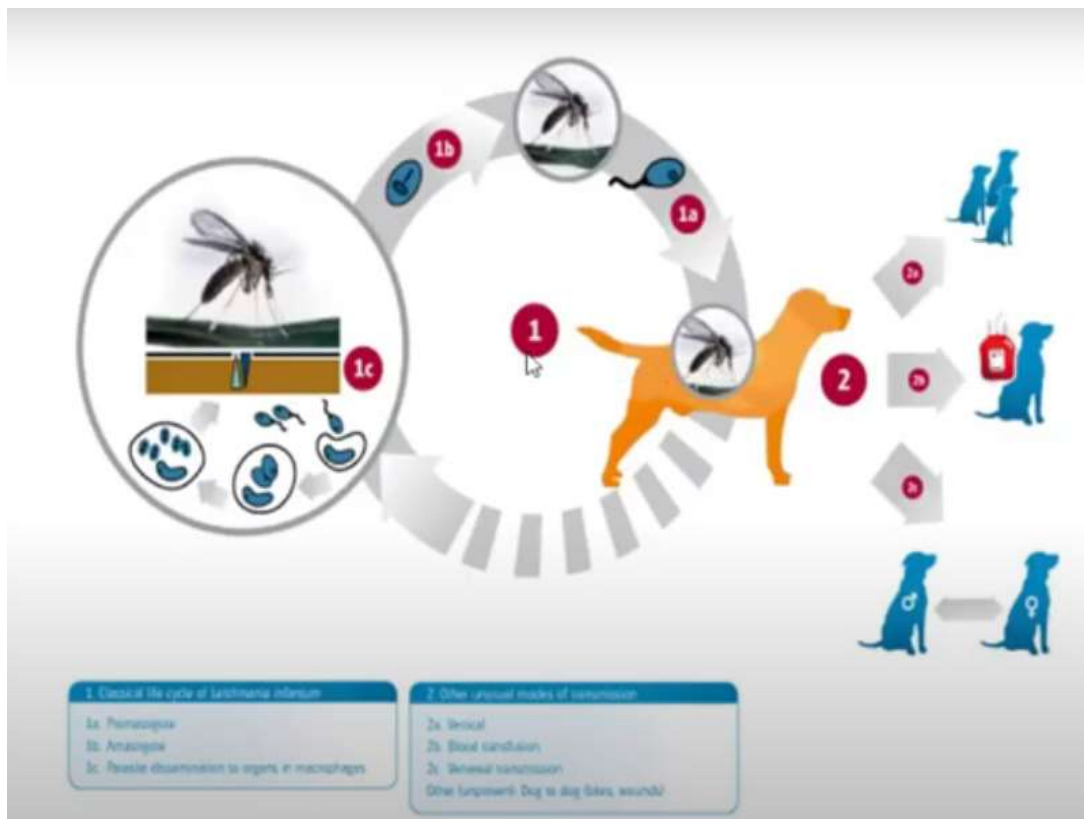 1b
1a
1
1c
2
2a
2b
2c
♂
♀
1. Classical life cycle of Leishmania infantum
1a. Promastigote
1b. Amastigote
1c. Parasite dissemination to organs in macrophages
2. Other unusual modes of transmission
2a. Vertical
2b. Blood transfusion
2c. Venereal transmission
Other (unproven): Dog to dog (bites, wounds)